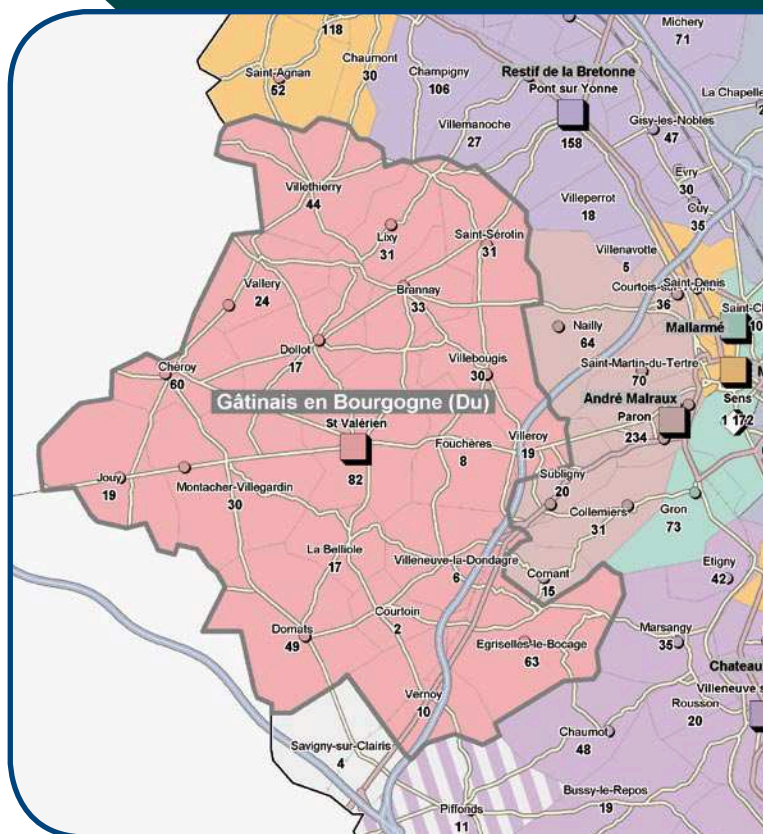 118
Michery
71
Chaumont
30
Saint-Agnan
52
Champigny
106
Restif de la Bretonne
Pont sur Yonne
158
La Chapelle
Villemanoche
27
Gisy-les-Nobles
47
Evry
30
Villethierry
44
Villeperrot
18
Cuy
35
Lixy
31
Saint-Sérotin
31
Villenavotte
5
Vallery
24
Brannay
33
Saint-Denis
36
Nailly
64
Mallarmé
Dollot
17
Chéroy
60
Villebougis
30
Saint-Martin-du-Tertre
70
Gâtinais en Bourgogne (Du)
André Malraux
Paron
234
Sens
1 172
St Valérien
82
Fouchères
8
Villeroy
19
Subligny
20
Jouy
19
Montacher-Villegardin
30
Collemiers
31
Gron
73
La Belliole
17
Villeneuve-la-Dondagre
6
Cornant
15
Etigny
42
Courtoin
2
Domats
49
Egriselles-le-Bocage
63
Marsangy
35
Chateau
Villeneuve s
Vernoy
10
Rousson
20
Savigny-sur-Clairis
4
Chaumot
48
Bussy-le-Repos
19
Piffonds
11